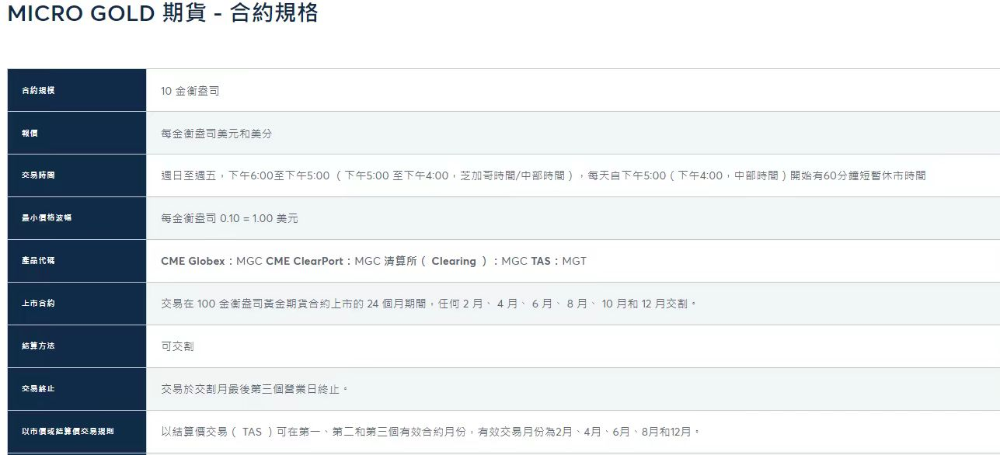 MICRO GOLD 期貨 - 合約規格
合約規模 10 金衡盎司
報價 每金衡盎司美元和美分
交易時間 週日至週五，下午6:00至下午5:00 （下午5:00 至下午4:00，芝加哥時間/中部時間），每天自下午5:00（下午4:00，中部時間）開始有60分鐘短暫休市時間
最小價格波幅 每金衡盎司 0.10 = 1.00 美元
產品代碼 CME Globex：MGC CME ClearPort：MGC 清算所（ Clearing ）：MGC TAS：MGT
上市合約 交易在 100 金衡盎司黃金期貨合約上市的 24 個月期間，任何 2 月、 4 月、 6 月、 8 月、 10 月和 12 月交割。
結算方法 可交割
交易終止 交易於交割月最後第三個營業日終止。
以市價或結算價交易規則 以結算價交易（ TAS ）可在第一、第二和第三個有效合約月份，有效交易月份為2月、4月、6月、8月和12月。